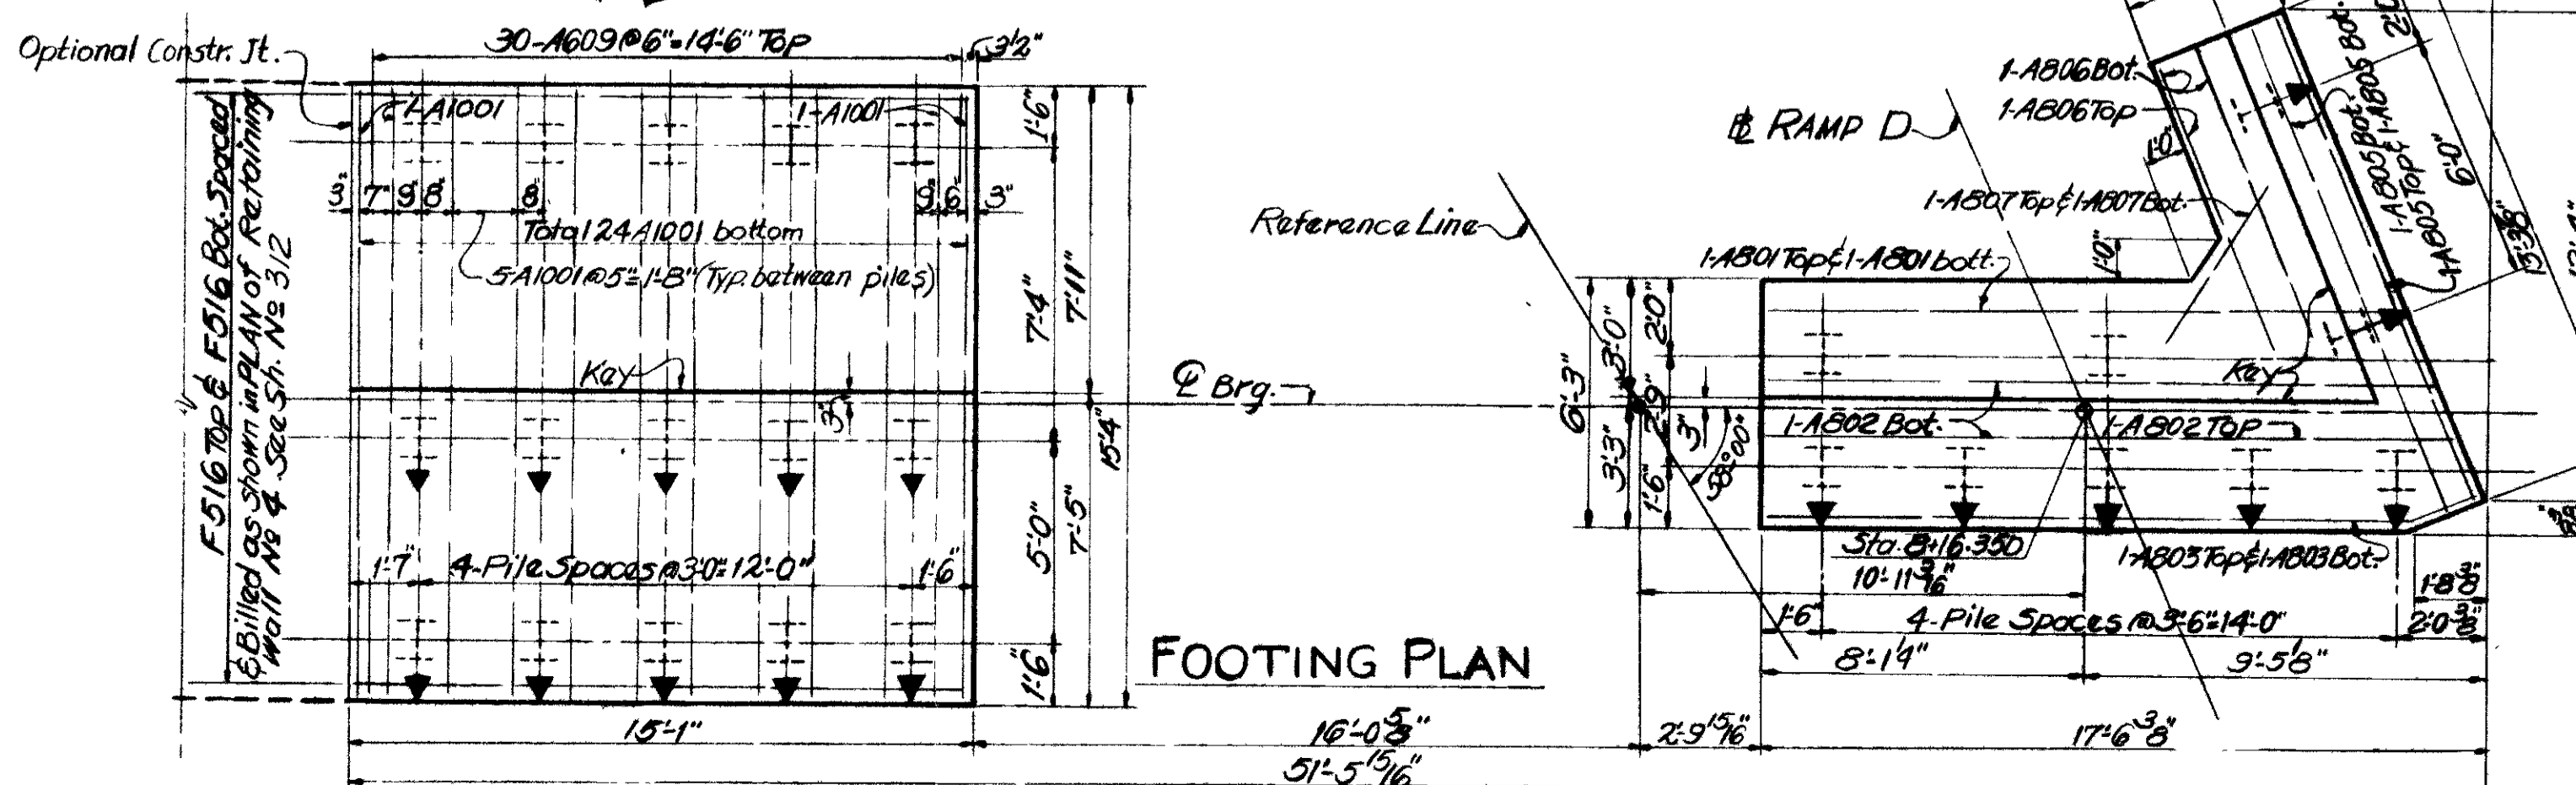 Optional Constr. Jt.
30-A609@6"=14'-6" Top
3½"
1-A1001
1-A1001
F516 Top & F516 Bot. Spaced
& Billed as shown in PLAN of Retaining
Wall No 4 See Sh. No 312
3"
7"
9"
8"
8"
9"
6"
3"
Total 24 A1001 bottom
5-A1001@5"=1'-8" (Typ. between piles)
Key
3"
1'-6"
7'-4"
7'-11"
15'-4"
5'-0"
7'-5"
1'-6"
1'-7"
4-Pile Spaces @3'-0"=12'-0"
1'-6"
15'-1"
16'-0⅝"
51'-5 15/16"
FOOTING PLAN
℄ Brg.
Reference Line
RAMP D
1-A806 Bot.
1-A806 Top
1'-0"
1-A807 Top & 1-A807 Bot.
1-A801 Top & 1-A801 bott.
1'-0"
1-A805 Bot.
1-A805 Bot.
1-A805 Top & 1-A805 Bot.
6'-0"
6'-3"
3'-0"
2'-0"
2'-9"
3'-3"
3"
1'-6"
58°00'
Key
1-A802 Bot.
1-A802 TOP
Sta. 8+16.350
10'-11 3/16"
1-A803 Top & 1-A803 Bot.
1'-8⅜"
1'-6"
4-Pile Spaces @3'-6"=14'-0"
2'-0⅜"
8'-1¼"
9'-5⅛"
2'-9 15/16"
17'-6⅜"